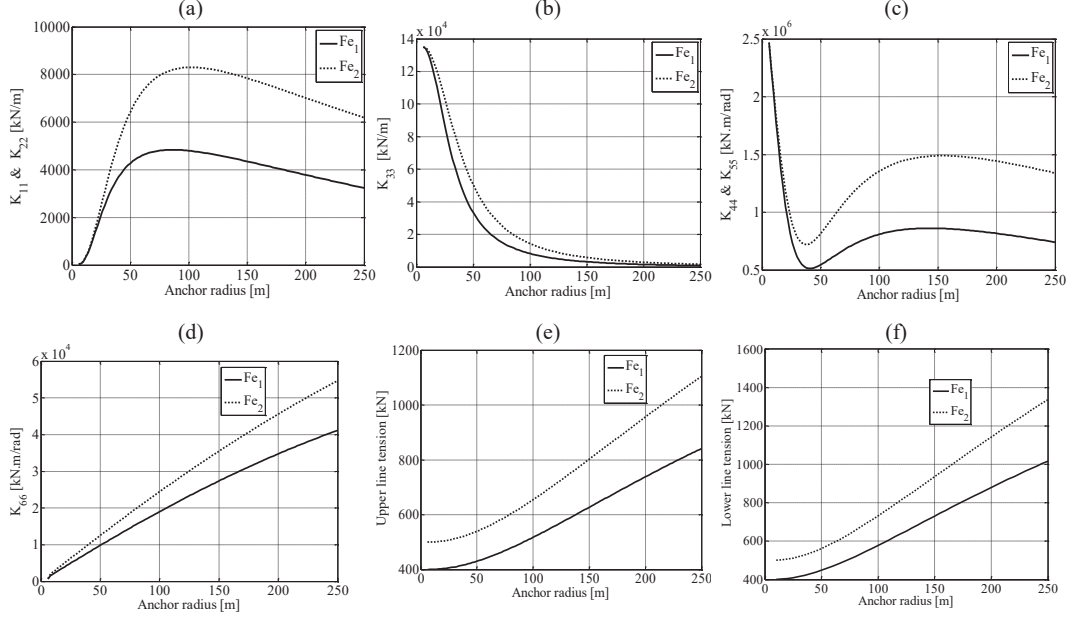 (a)
10000
8000
6000
4000
2000
0
K11 & K22 [kN/m]
Fe1
Fe2
0 50 100 150 200 250
Anchor radius [m]
(b)
x 10^4
14
12
10
8
6
4
2
0
K33 [kN/m]
Fe1
Fe2
0 50 100 150 200 250
Anchor radius [m]
(c)
x 10^6
2.5
2
1.5
1
0.5
K44 & K55 [kN.m/rad]
Fe1
Fe2
0 50 100 150 200 250
Anchor radius [m]
(d)
x 10^4
6
5
4
3
2
1
0
K66 [kN.m/rad]
Fe1
Fe2
0 50 100 150 200 250
Anchor radius [m]
(e)
1200
1000
800
600
400
Upper line tension [kN]
Fe1
Fe2
0 50 100 150 200 250
Anchor radius [m]
(f)
1600
1400
1200
1000
800
600
400
Lower line tension [kN]
Fe1
Fe2
0 50 100 150 200 250
Anchor radius [m]